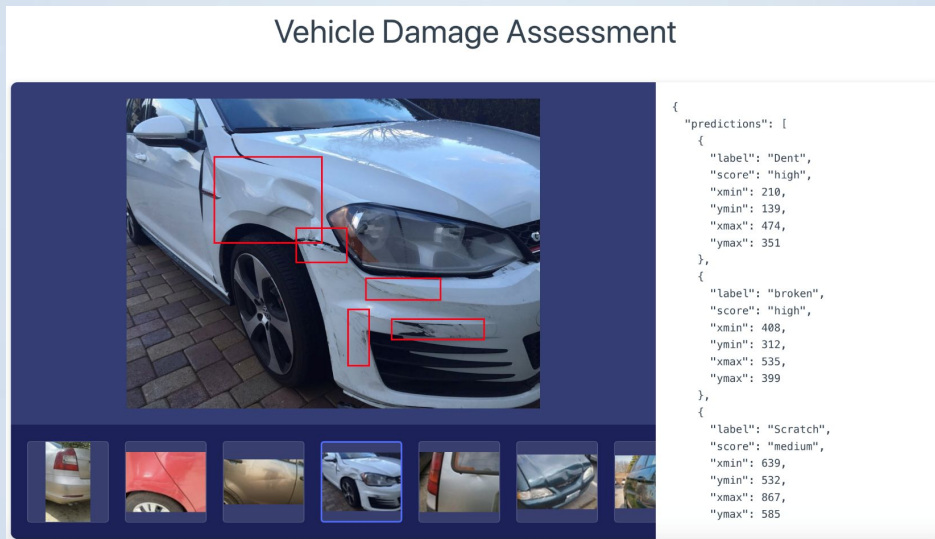 Vehicle Damage Assessment
{
"predictions": [
{
"label": "Dent",
"score": "high",
"xmin": 210,
"ymin": 139,
"xmax": 474,
"ymax": 351
},
{
"label": "broken",
"score": "high",
"xmin": 408,
"ymin": 312,
"xmax": 535,
"ymax": 399
},
{
"label": "Scratch",
"score": "medium",
"xmin": 639,
"ymin": 532,
"xmax": 867,
"ymax": 585